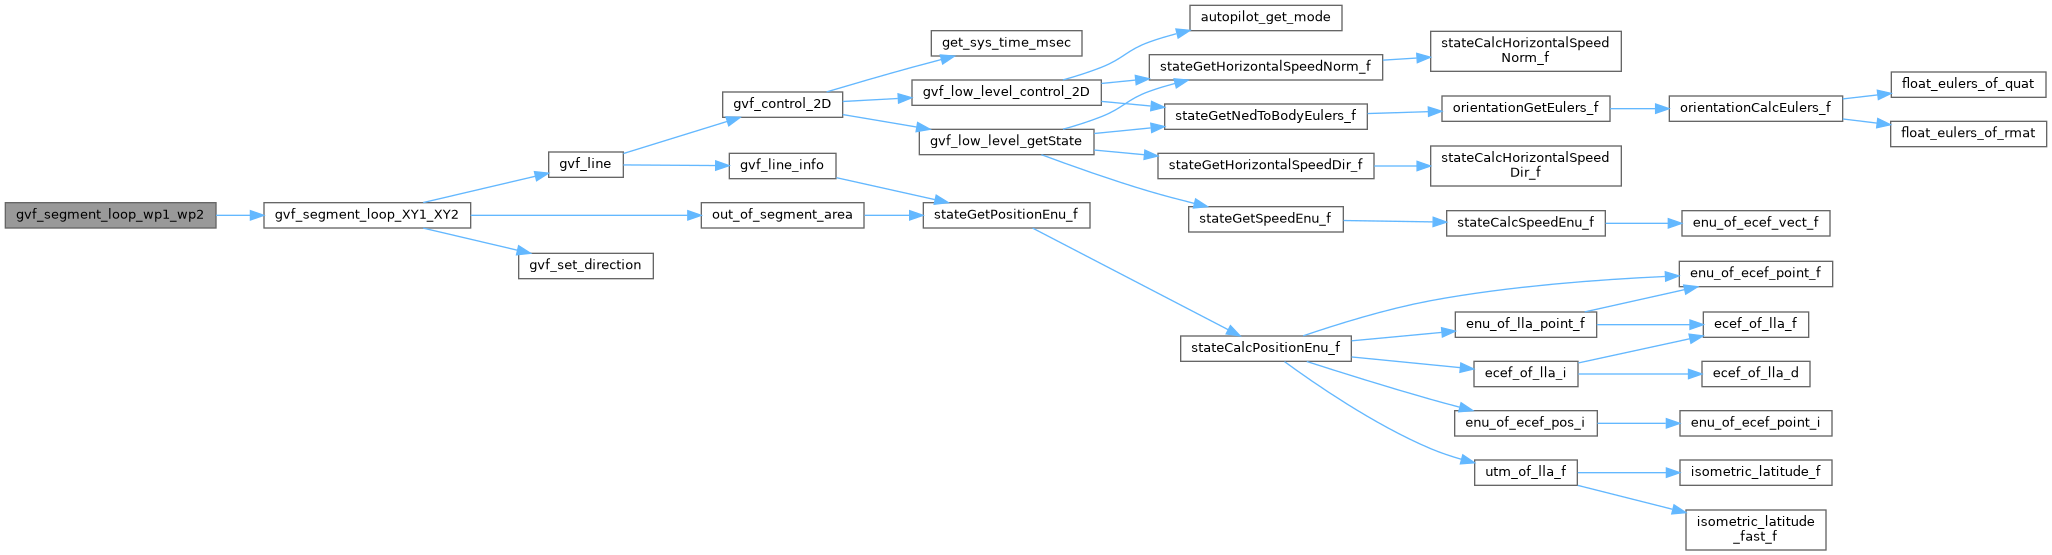 gvf_segment_loop_wp1_wp2
gvf_segment_loop_XY1_XY2
gvf_line
gvf_set_direction
gvf_control_2D
gvf_line_info
out_of_segment_area
get_sys_time_msec
gvf_low_level_control_2D
gvf_low_level_getState
stateGetPositionEnu_f
autopilot_get_mode
stateGetHorizontalSpeedNorm_f
stateGetNedToBodyEulers_f
stateGetHorizontalSpeedDir_f
stateGetSpeedEnu_f
stateCalcPositionEnu_f
stateCalcHorizontalSpeed
Norm_f
orientationGetEulers_f
stateCalcHorizontalSpeed
Dir_f
stateCalcSpeedEnu_f
enu_of_lla_point_f
ecef_of_lla_i
enu_of_ecef_pos_i
utm_of_lla_f
orientationCalcEulers_f
enu_of_ecef_vect_f
enu_of_ecef_point_f
ecef_of_lla_f
ecef_of_lla_d
enu_of_ecef_point_i
isometric_latitude_f
isometric_latitude
_fast_f
float_eulers_of_quat
float_eulers_of_rmat